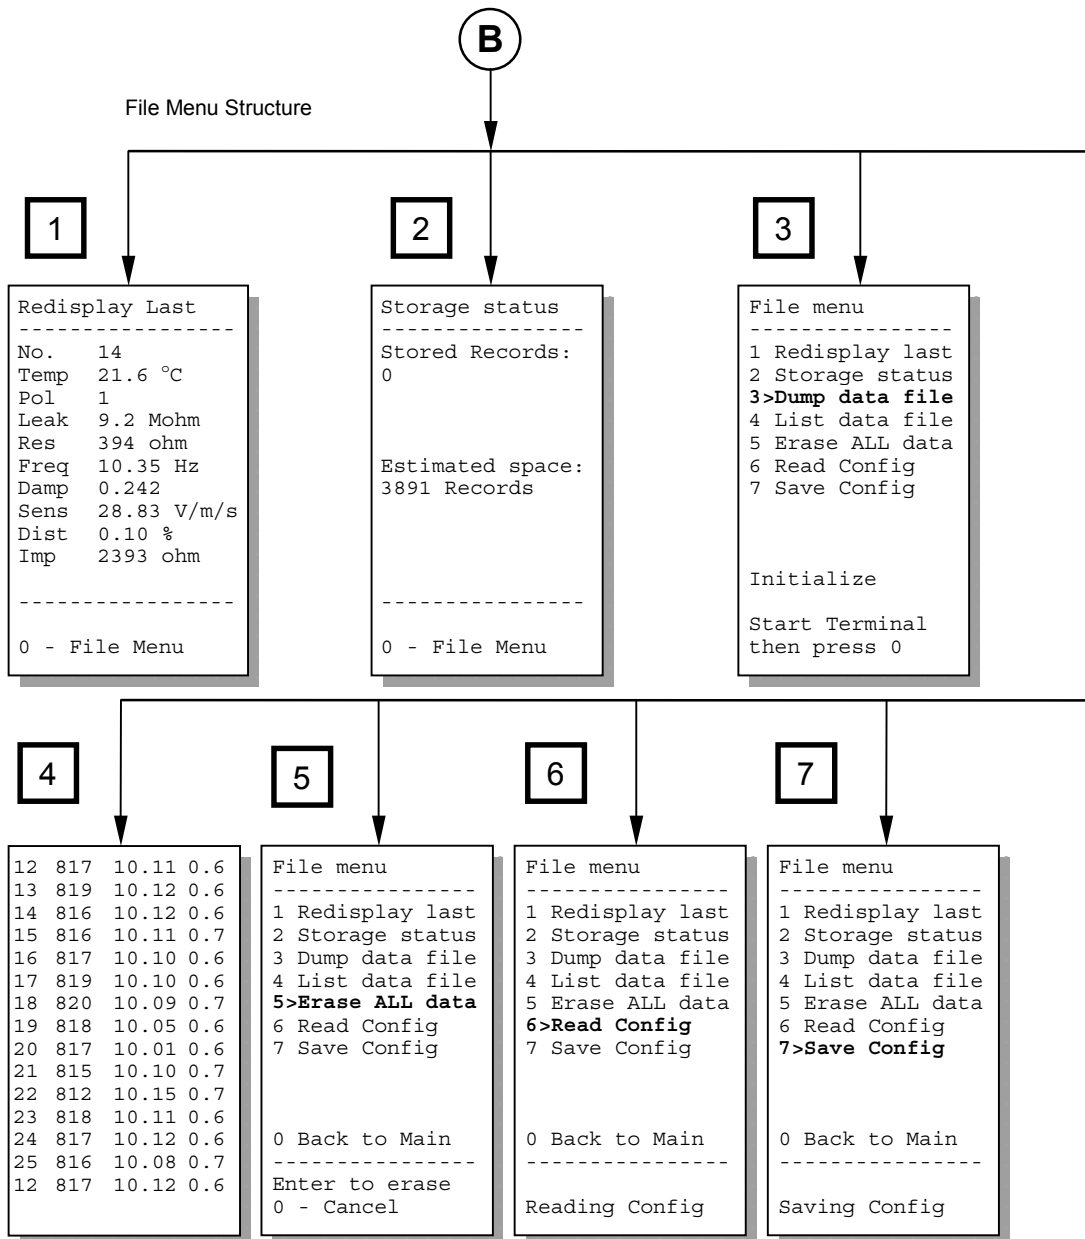 B
File Menu Structure
1
Redisplay Last
-----------------
No. 14
Temp 21.6 °C
Pol 1
Leak 9.2 Mohm
Res 394 ohm
Freq 10.35 Hz
Damp 0.242
Sens 28.83 V/m/s
Dist 0.10 %
Imp 2393 ohm
-----------------
0 - File Menu
2
Storage status
----------------
Stored Records:
0
Estimated space:
3891 Records
----------------
0 - File Menu
3
File menu
----------------
1 Redisplay last
2 Storage status
3>Dump data file
4 List data file
5 Erase ALL data
6 Read Config
7 Save Config
Initialize
Start Terminal
then press 0
4
12 817 10.11 0.6
13 819 10.12 0.6
14 816 10.12 0.6
15 816 10.11 0.7
16 817 10.10 0.6
17 819 10.10 0.6
18 820 10.09 0.7
19 818 10.05 0.6
20 817 10.01 0.6
21 815 10.10 0.7
22 812 10.15 0.7
23 818 10.11 0.6
24 817 10.12 0.6
25 816 10.08 0.7
12 817 10.12 0.6
5
File menu
----------------
1 Redisplay last
2 Storage status
3 Dump data file
4 List data file
5>Erase ALL data
6 Read Config
7 Save Config
0 Back to Main
----------------
Enter to erase
0 - Cancel
6
File menu
----------------
1 Redisplay last
2 Storage status
3 Dump data file
4 List data file
5 Erase ALL data
6>Read Config
7 Save Config
0 Back to Main
----------------
Reading Config
7
File menu
----------------
1 Redisplay last
2 Storage status
3 Dump data file
4 List data file
5 Erase ALL data
6 Read Config
7>Save Config
0 Back to Main
----------------
Saving Config